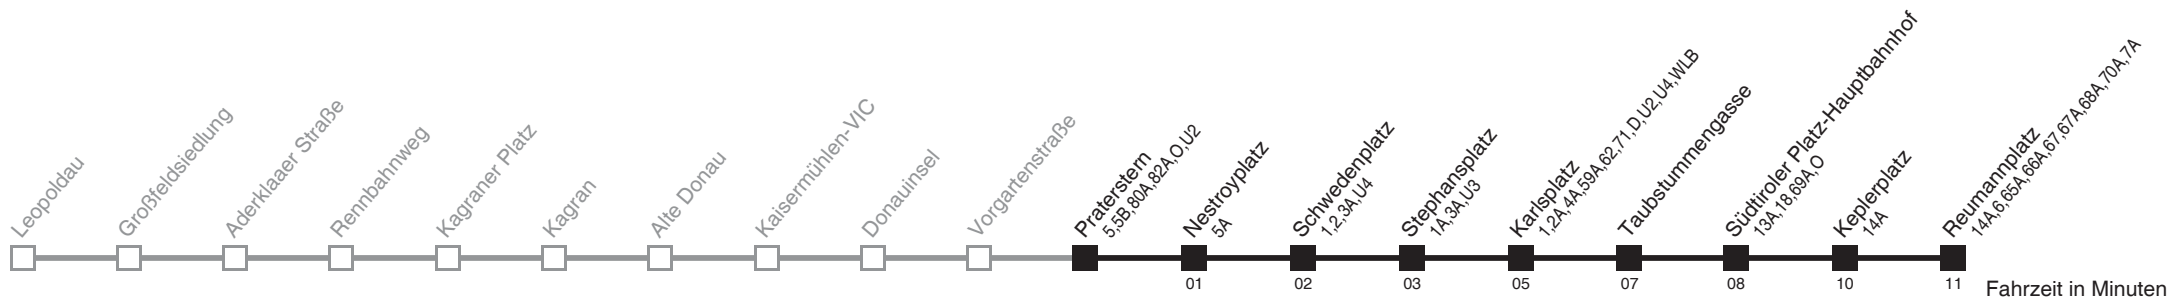 Leopoldau
Großfeldsiedlung
Aderklaaer Straße
Rennbahnweg
Kagraner Platz
Kagran
Alte Donau
Kaisermühlen-VIC
Donauinsel
Vorgartenstraße
Praterstern
5,5B,80A,82A,O,U2
Nestroyplatz
5A
01
Schwedenplatz
1,2,3A,U4
02
Stephansplatz
1A,3A,U3
03
Karlsplatz
1,2A,4A,59A,62,71,D,U2,U4,WLB
05
Taubstummengasse
07
Südtiroler Platz-Hauptbahnhof
13A,18,69A,O
08
Keplerplatz
14A
10
Reumannplatz
14A,6,65A,66A,67,67A,68A,70A,7A
11
Fahrzeit in Minuten